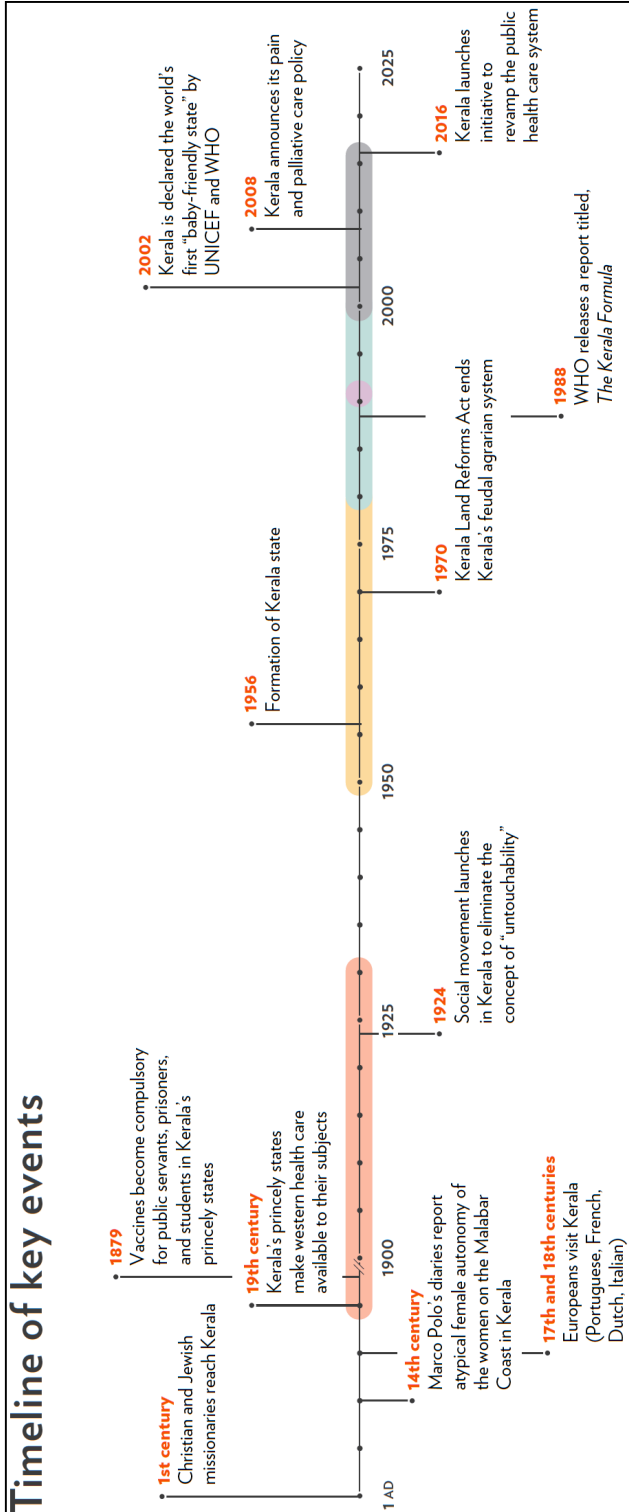 Timeline of key events
1st century
Christian and Jewish
missionaries reach Kerala
1879
Vaccines become compulsory
for public servants, prisoners,
and students in Kerala's
princely states
19th century
Kerala's princely states
make western health care
available to their subjects
1956
Formation of Kerala state
2002
Kerala is declared the world's
first "baby-friendly state" by
UNICEF and WHO
2008
Kerala announces its pain
and palliative care policy
1 AD
1900
1925
1950
1975
2000
2025
14th century
Marco Polo's diaries report
atypical female autonomy of
the women on the Malabar
Coast in Kerala
17th and 18th centuries
Europeans visit Kerala
(Portuguese, French,
Dutch, Italian)
1924
Social movement launches
in Kerala to eliminate the
concept of "untouchability"
1970
Kerala Land Reforms Act ends
Kerala's feudal agrarian system
1988
WHO releases a report titled,
The Kerala Formula
2016
Kerala launches
initiative to
revamp the public
health care system